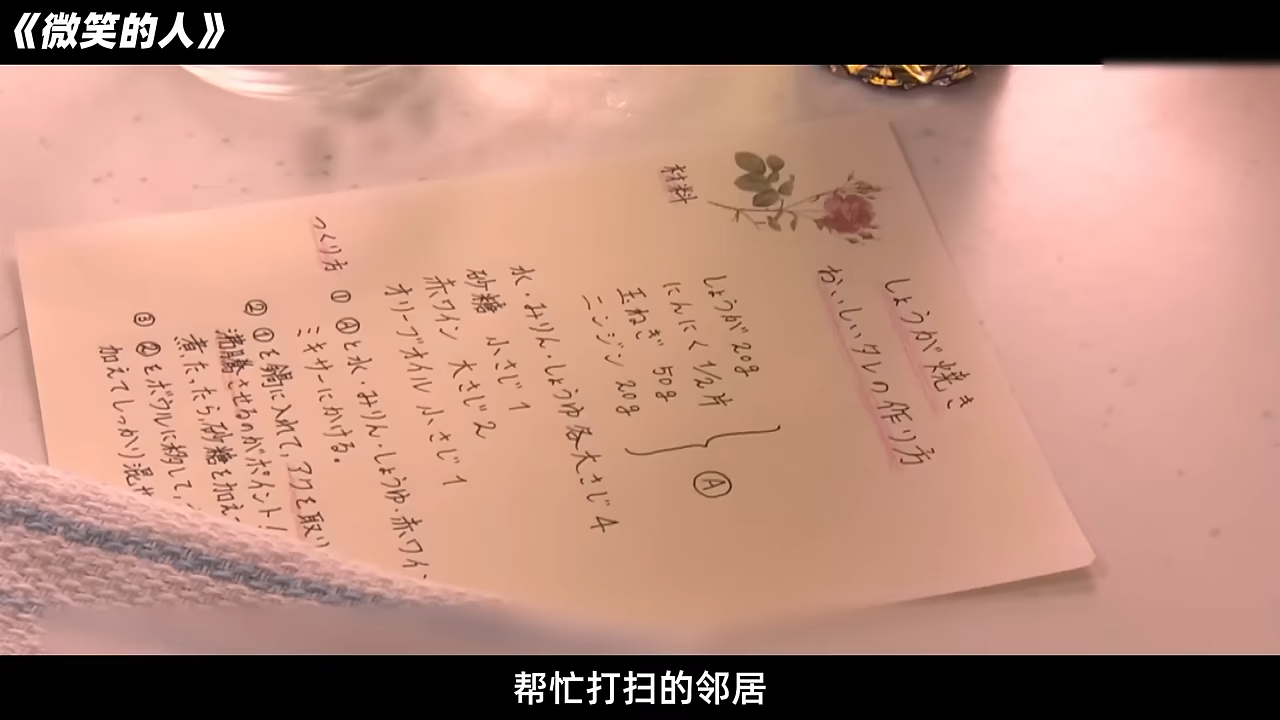 《微笑的人》
しょうが焼き
おいしいタレの作り方
材料
しょうが 20g
にんにく 1/2片
玉ねぎ 50g
ニンジン 20g
Ⓐ
水・みりん・しょうゆ各大さじ4
砂糖 小さじ1
赤ワイン 大さじ2
オリーブオイル 小さじ1
つくり方
① Ⓐと水・みりん・しょうゆ・赤ワイ
ミキサーにかける。
② ①を鍋に入れて、アクを取り
沸騰させるのがポイント!
煮たったら、砂糖を加え
③ ②をボウルに移して、
加えてしっかり混ぜ
帮忙打扫的邻居